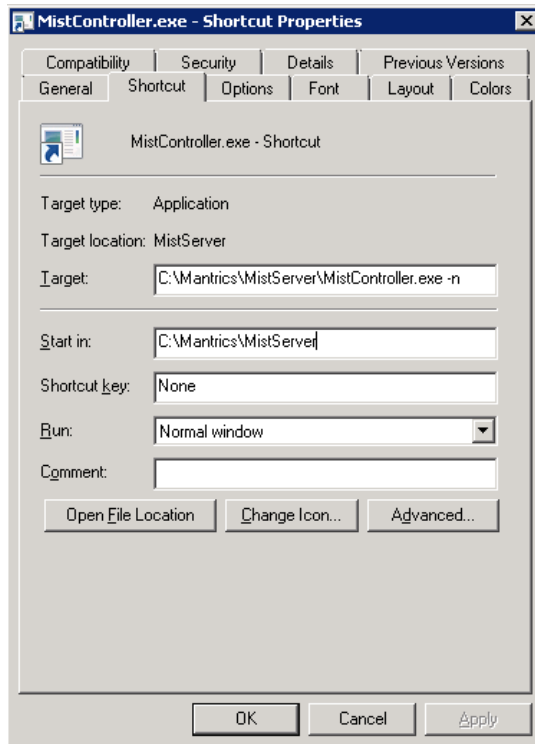 MistController.exe - Shortcut Properties
Compatibility Security Details Previous Versions
General Shortcut Options Font Layout Colors
MistController.exe - Shortcut
Target type: Application
Target location: MistServer
Target: C:\Mantrics\MistServer\MistController.exe -n
Start in: C:\Mantrics\MistServer
Shortcut key: None
Run: Normal window
Comment:
Open File Location Change Icon... Advanced...
OK Cancel Apply